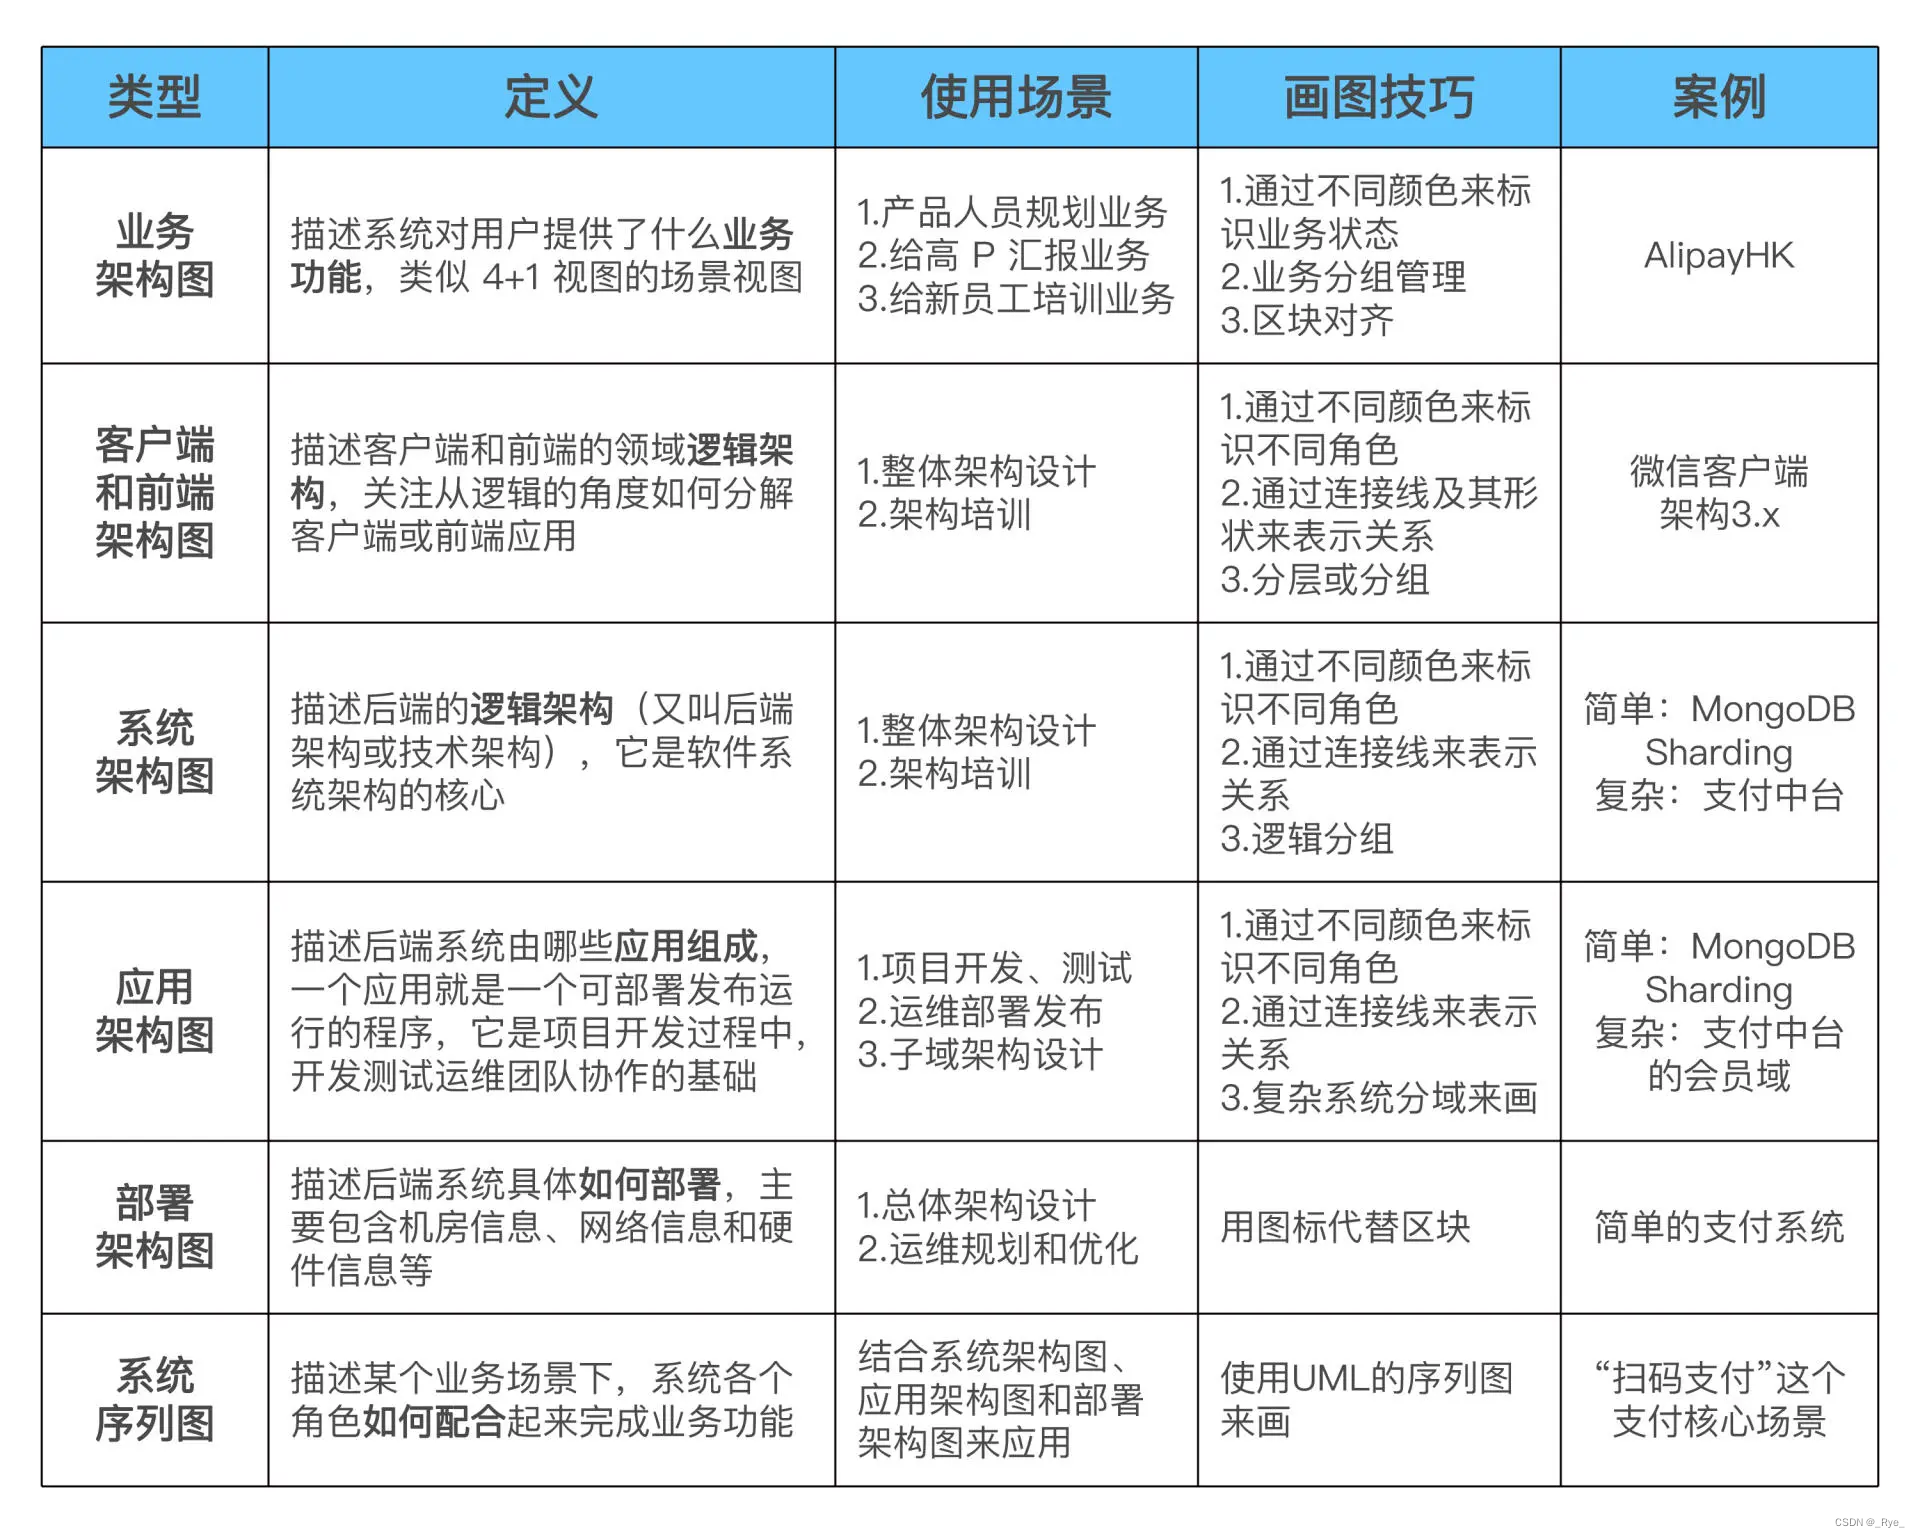 类型
定义
使用场景
画图技巧
案例
业务
架构图
描述系统对用户提供了什么业务
功能，类似 4+1 视图的场景视图
1.产品人员规划业务
2.给高 P 汇报业务
3.给新员工培训业务
1.通过不同颜色来标
识业务状态
2.业务分组管理
3.区块对齐
AlipayHK
客户端
和前端
架构图
描述客户端和前端的领域逻辑架
构，关注从逻辑的角度如何分解
客户端或前端应用
1.整体架构设计
2.架构培训
1.通过不同颜色来标
识不同角色
2.通过连接线及其形
状来表示关系
3.分层或分组
微信客户端
架构3.x
系统
架构图
描述后端的逻辑架构（又叫后端
架构或技术架构），它是软件系
统架构的核心
1.整体架构设计
2.架构培训
1.通过不同颜色来标
识不同角色
2.通过连接线来表示
关系
3.逻辑分组
简单：MongoDB
Sharding
复杂：支付中台
应用
架构图
描述后端系统由哪些应用组成，
一个应用就是一个可部署发布运
行的程序，它是项目开发过程中，
开发测试运维团队协作的基础
1.项目开发、测试
2.运维部署发布
3.子域架构设计
1.通过不同颜色来标
识不同角色
2.通过连接线来表示
关系
3.复杂系统分域来画
简单：MongoDB
Sharding
复杂：支付中台
的会员域
部署
架构图
描述后端系统具体如何部署，主
要包含机房信息、网络信息和硬
件信息等
1.总体架构设计
2.运维规划和优化
用图标代替区块
简单的支付系统
系统
序列图
描述某个业务场景下，系统各个
角色如何配合起来完成业务功能
结合系统架构图、
应用架构图和部署
架构图来应用
使用UML的序列图
来画
“扫码支付”这个
支付核心场景
CSDN @_Rye_